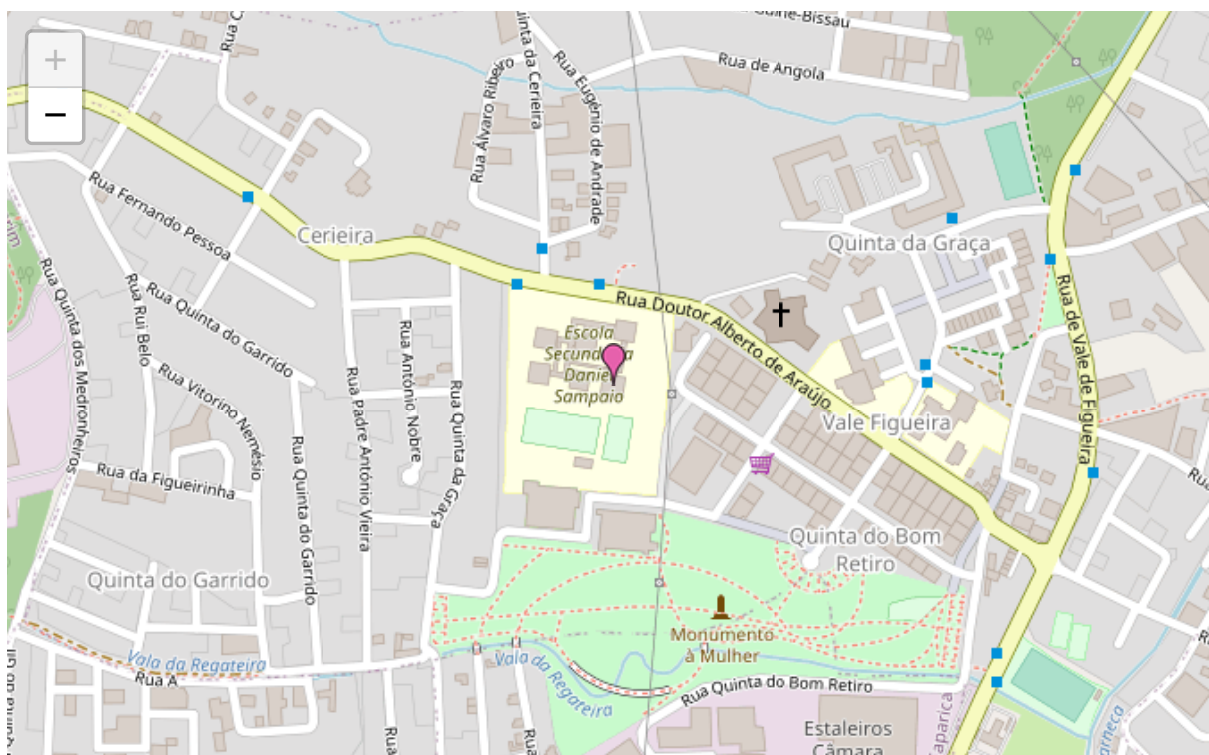 +
−
Rua de Angola
Rua Álvaro Ribeiro
Quinta da Cerieira
Rua Eugénio de Andrade
Rua Fernando Pessoa
Cerieira
Quinta da Graça
Rua Quinta dos Medronheiros
Rua Rui Belo
Rua Quinta do Garrido
Rua Doutor Alberto de Araújo
Rua de Vale de Figueira
Escola
Daniel
Sampaio
Rua Vitorino Nemésio
Rua Padre António Vieira
Rua António Nobre
Rua Quinta da Graça
Vale Figueira
Rua da Figueirinha
Rua Quinta do Garrido
Quinta do Bom
Retiro
Quinta do Garrido
Monumento
à Mulher
Vala da Regateira
Vala da Regateira
Rua A
Rua Quinta do Bom Retiro
Estaleiros
Câmara